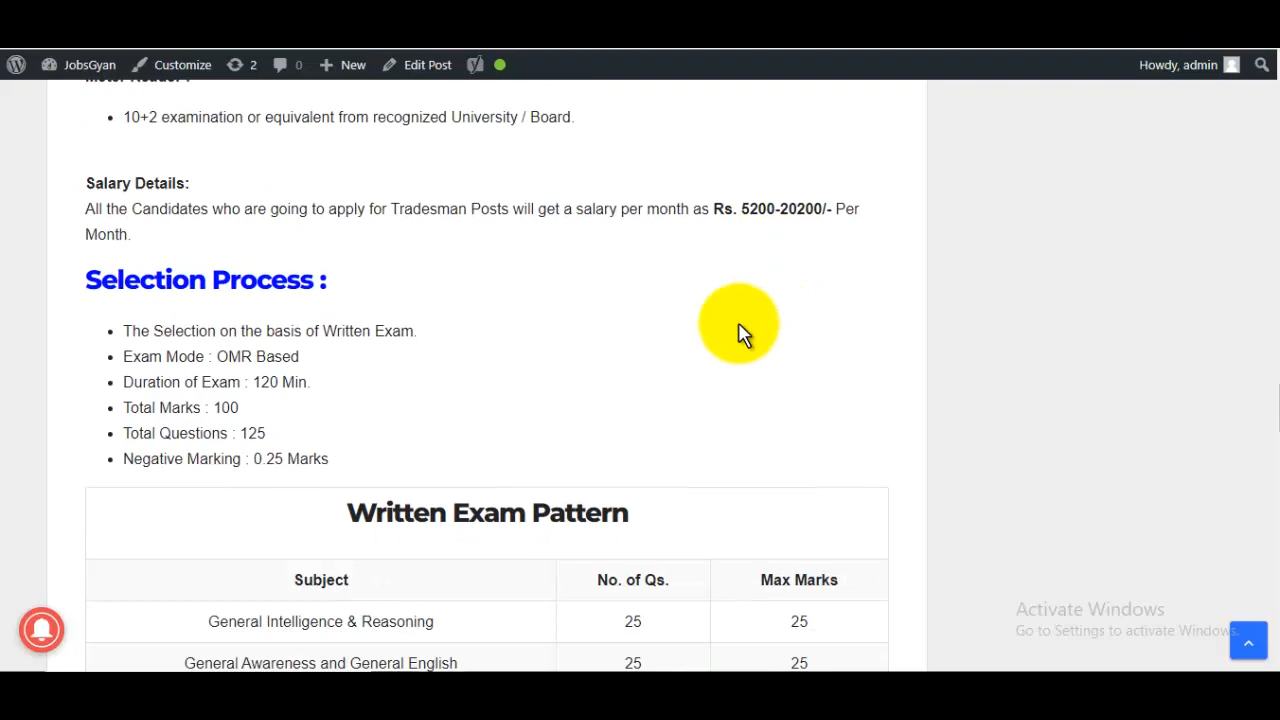 JobsGyan Customize 2 0 New Edit Post Howdy, admin
Meter Reader :
10+2 examination or equivalent from recognized University / Board.
Salary Details:
All the Candidates who are going to apply for Tradesman Posts will get a salary per month as Rs. 5200-20200/- Per
Month.
Selection Process :
The Selection on the basis of Written Exam.
Exam Mode : OMR Based
Duration of Exam : 120 Min.
Total Marks : 100
Total Questions : 125
Negative Marking : 0.25 Marks
Written Exam Pattern
Subject No. of Qs. Max Marks
General Intelligence & Reasoning 25 25
General Awareness and General English 25 25
Activate Windows
Go to Settings to activate Windows.